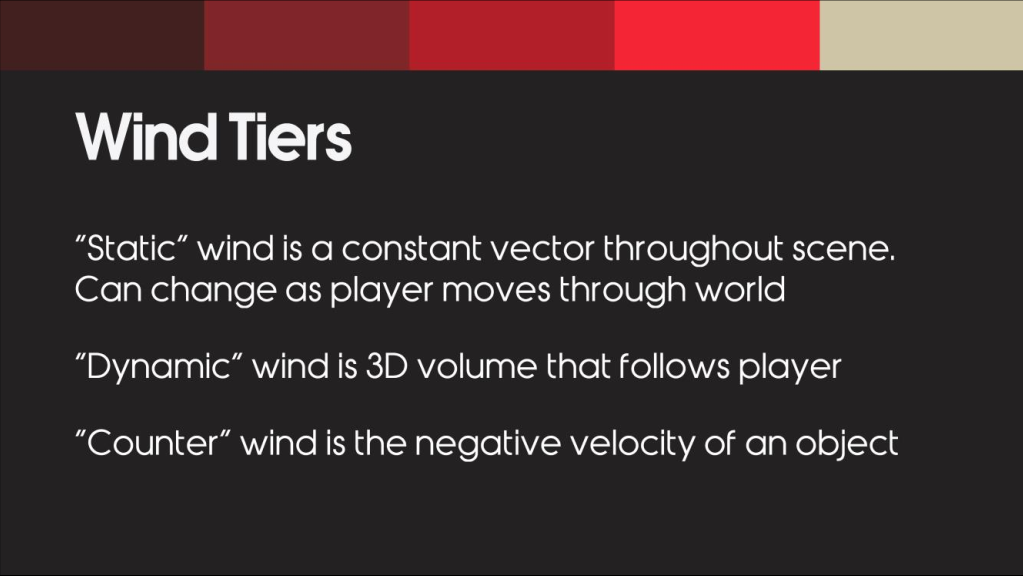 Wind Tiers
"Static" wind is a constant vector throughout scene.
Can change as player moves through world
"Dynamic" wind is 3D volume that follows player
"Counter" wind is the negative velocity of an object